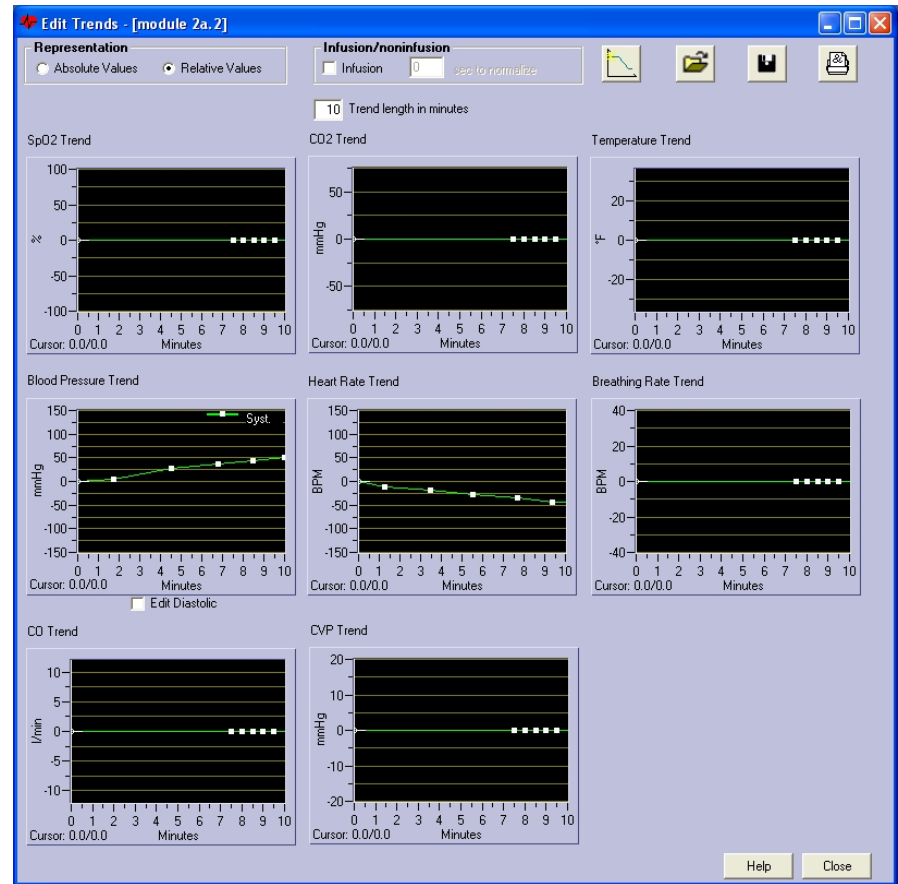 Edit Trends - [module 2a.2]
Representation
Absolute Values Relative Values
Infusion/noninfusion
Infusion 0 sec to normalize
10 Trend length in minutes
SpO2 Trend
100
50
0
-50
-100
%
0 1 2 3 4 5 6 7 8 9 10
Cursor: 0.0/0.0 Minutes
CO2 Trend
50
0
-50
mmHg
0 1 2 3 4 5 6 7 8 9 10
Cursor: 0.0/0.0 Minutes
Temperature Trend
20
0
-20
°F
0 1 2 3 4 5 6 7 8 9 10
Cursor: 0.0/0.0 Minutes
Blood Pressure Trend
Syst.
150
100
50
0
-50
-100
-150
mmHg
0 1 2 3 4 5 6 7 8 9 10
Cursor: 0.0/0.0 Minutes
Edit Diastolic
Heart Rate Trend
150
100
50
0
-50
-100
-150
BPM
0 1 2 3 4 5 6 7 8 9 10
Cursor: 0.0/0.0 Minutes
Breathing Rate Trend
40
20
0
-20
-40
BPM
0 1 2 3 4 5 6 7 8 9 10
Cursor: 0.0/0.0 Minutes
CO Trend
10
5
0
-5
-10
l/min
0 1 2 3 4 5 6 7 8 9 10
Cursor: 0.0/0.0 Minutes
CVP Trend
20
10
0
-10
-20
mmHg
0 1 2 3 4 5 6 7 8 9 10
Cursor: 0.0/0.0 Minutes
Help Close